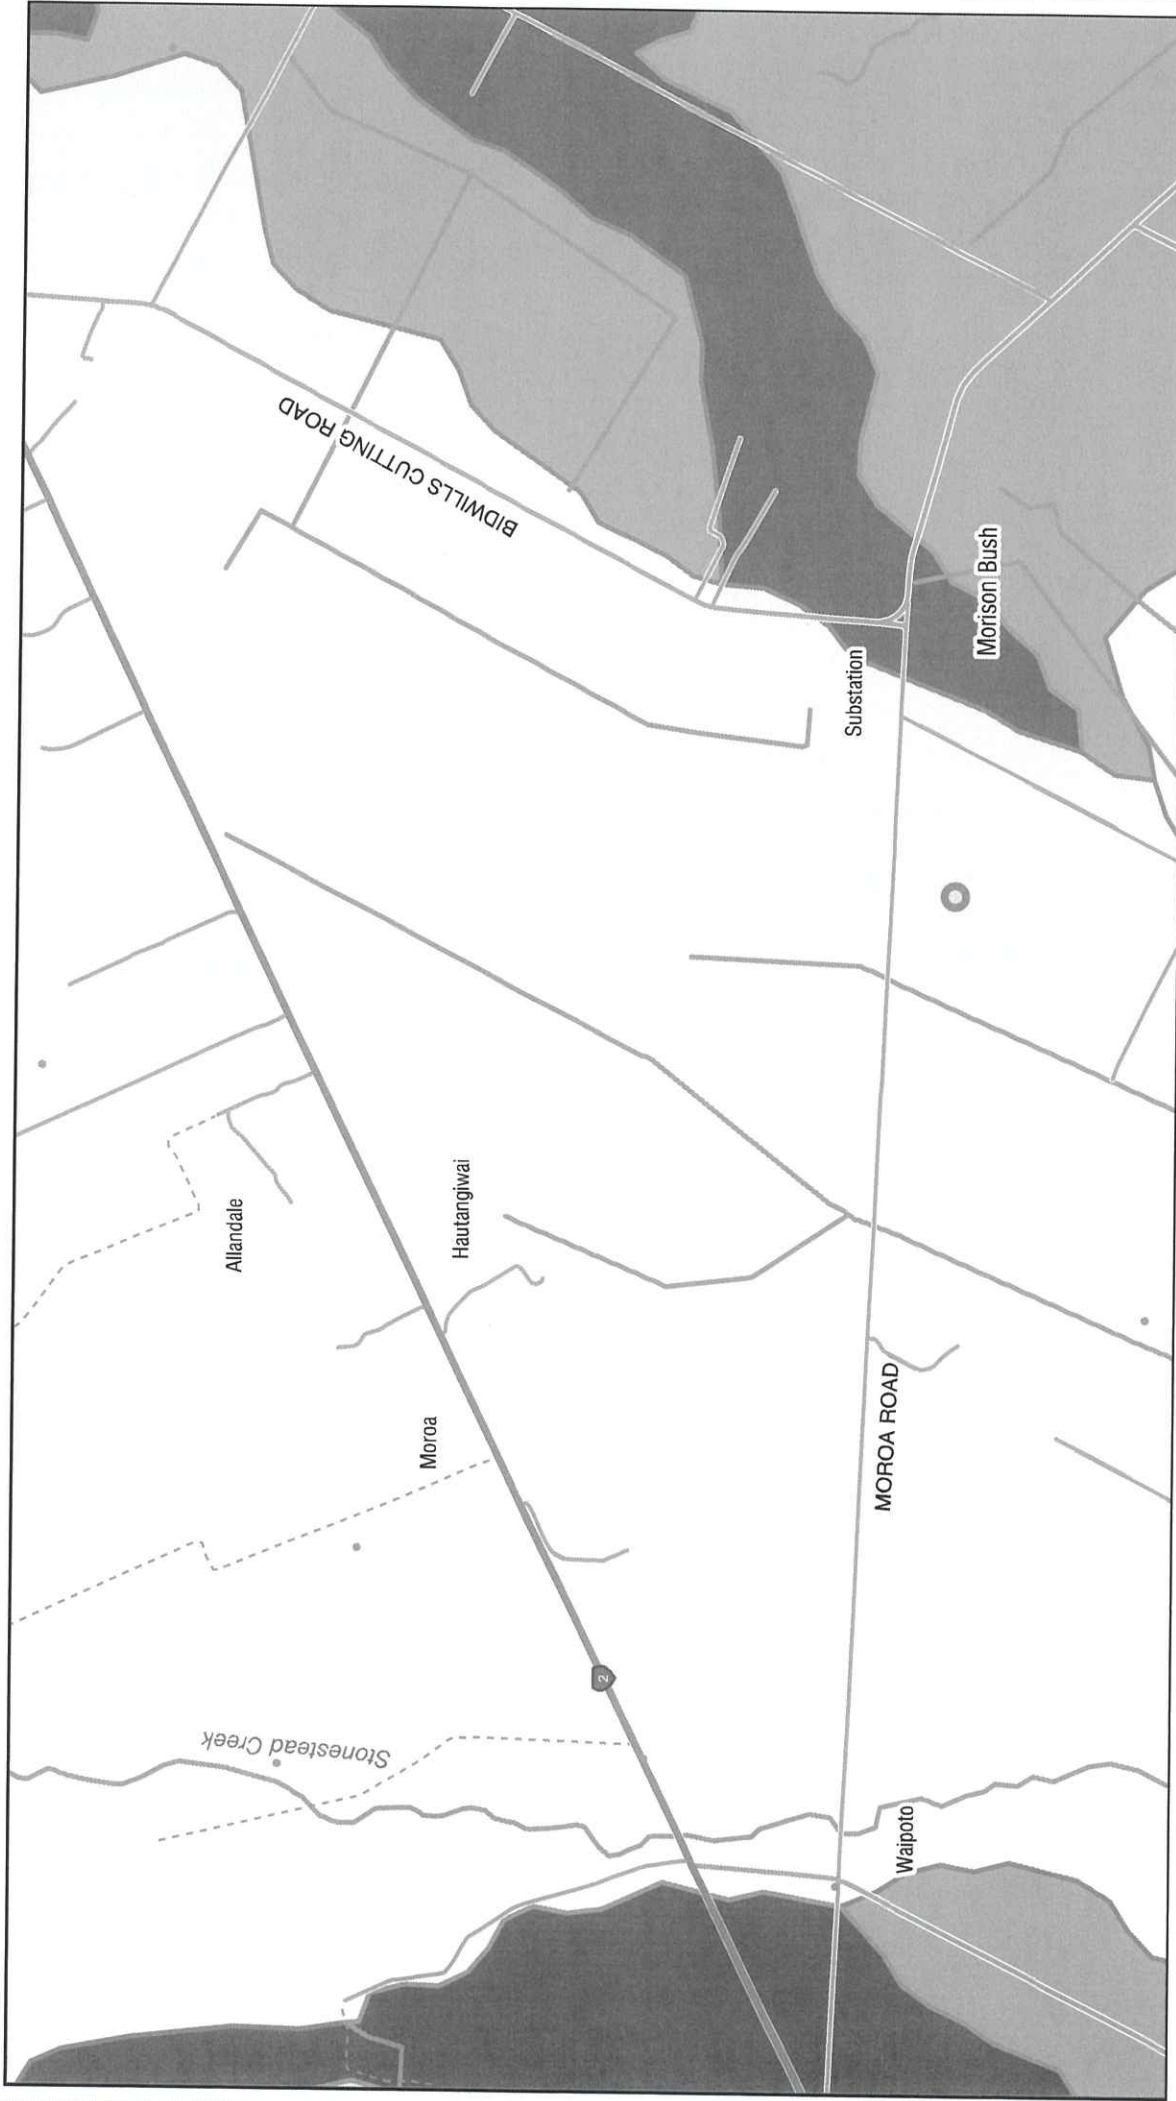 BIDWILLS CUTTING ROAD
Substation
Morison Bush
Allandale
Hautangiwai
Moroa
MOROA ROAD
2
Stonestead Creek
Waipoto